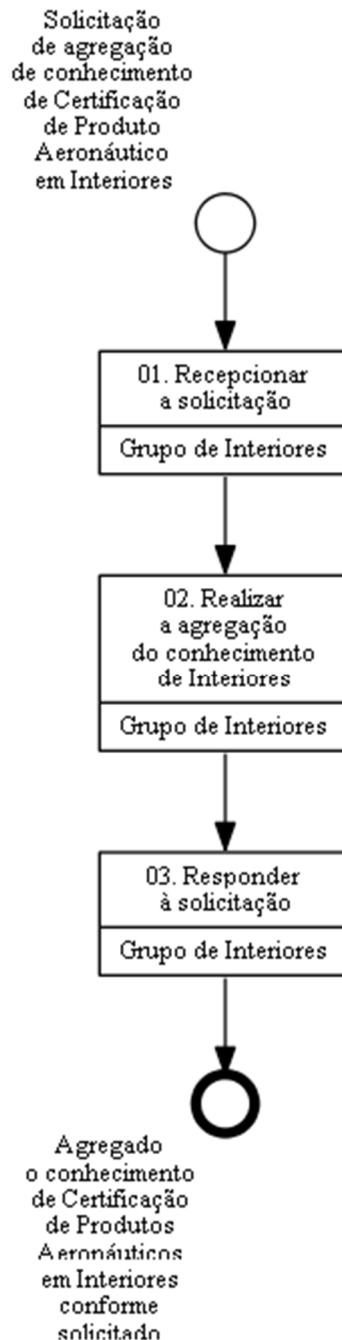 Solicitação
de agregação
de conhecimento
de Certificação
de Produto
Aeronáutico
em Interiores
01. Recepcionar
a solicitação
Grupo de Interiores
02. Realizar
a agregação
do conhecimento
de Interiores
Grupo de Interiores
03. Responder
à solicitação
Grupo de Interiores
Agregado
o conhecimento
de Certificação
de Produtos
Aeronáuticos
em Interiores
conforme
solicitado